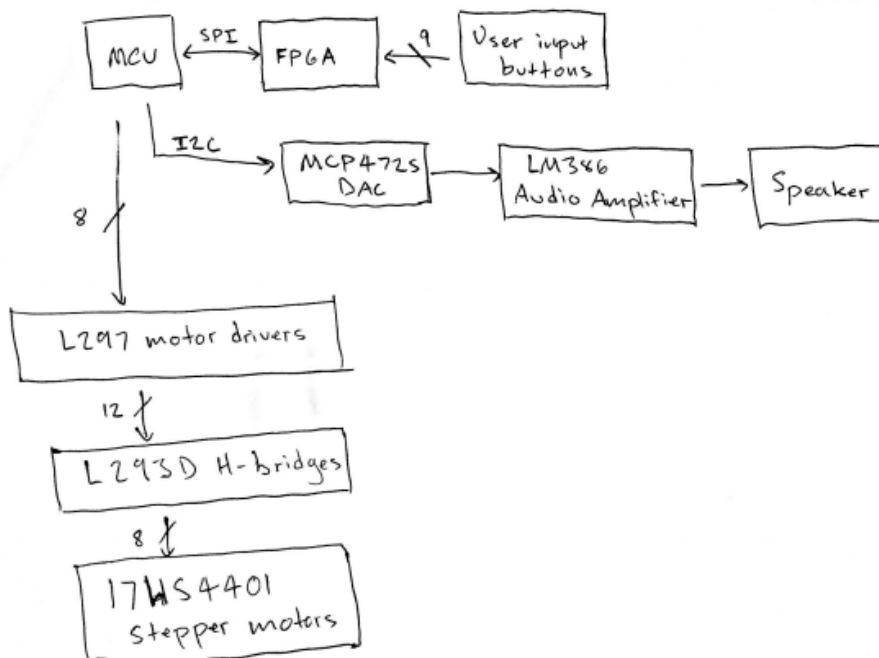 MCU
SPI
FPGA
9
User input
buttons
I2C
MCP4725
DAC
LM386
Audio Amplifier
Speaker
8
L297 motor drivers
12
L293D H-bridges
8
17HS4401
stepper motors